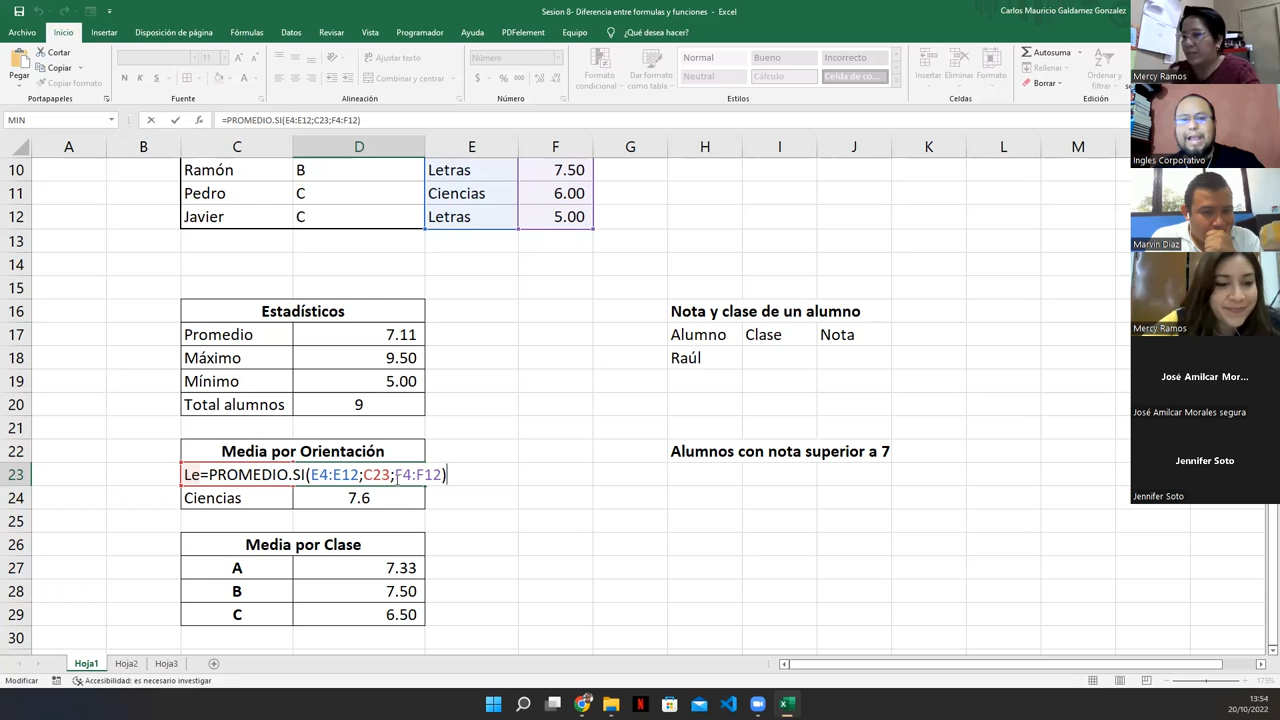 Sesion 8- Diferencia entre formulas y funciones - Excel
Carlos Mauricio Galdamez Gonzalez
Archivo Inicio Insertar Disposición de página Fórmulas Datos Revisar Vista Programador Ayuda PDFelement Equipo ¿Qué desea hacer?
Pegar
Cortar
Copiar
Copiar formato
Portapapeles
11
N K S
Fuente
Ajustar texto
Combinar y centrar
Alineación
Número
Número
Formato condicional
Dar formato como tabla
Normal Bueno Incorrecto
Neutral Cálculo Celda de co...
Estilos
Insertar Eliminar Formato
Celdas
Autosuma
Rellenar
Borrar
Ordenar y filtrar
Edición
MIN
=PROMEDIO.SI(E4:E12;C23;F4:F12)
A B C D E F G H I J K L M
10 Ramón B Letras 7.50
11 Pedro C Ciencias 6.00
12 Javier C Letras 5.00
13
14
15
16 Estadísticos Nota y clase de un alumno
17 Promedio 7.11 Alumno Clase Nota
18 Máximo 9.50 Raúl
19 Mínimo 5.00
20 Total alumnos 9
21
22 Media por Orientación Alumnos con nota superior a 7
23 Le=PROMEDIO.SI(E4:E12;C23;F4:F12)
24 Ciencias 7.6
25
26 Media por Clase
27 A 7.33
28 B 7.50
29 C 6.50
30
Hoja1 Hoja2 Hoja3
Modificar Accesibilidad: es necesario investigar
175%
13:54
20/10/2022
Mercy Ramos
Ingles Corporativo
Marvin Diaz
Mercy Ramos
José Amilcar Mor...
José Amilcar Morales segura
Jennifer Soto
Jennifer Soto